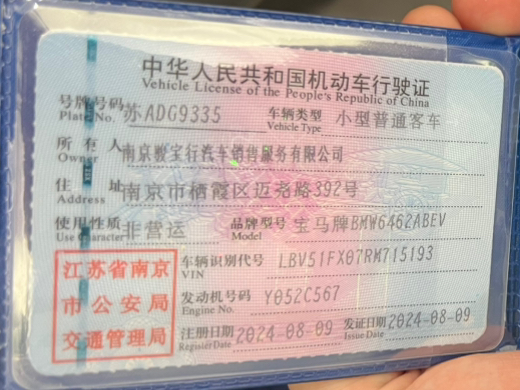 中华人民共和国机动车行驶证
Vehicle License of the People's Republic of China
号牌号码 苏ADG9335 车辆类型 小型普通客车
Plate No. Vehicle Type
所有人 南京骏宝行汽车销售服务有限公司
Owner
住址 南京市栖霞区迈尧路392号
Address
使用性质 非营运 品牌型号 宝马牌BMW6462ABEV
Use Character Model
江苏省南京 车辆识别代号 LBV51FX07RM715193
VIN
市公安局 发动机号码 Y052C567
Engine No.
交通管理局 注册日期 2024-08-09 发证日期 2024-08-09
Register Date Issue Date